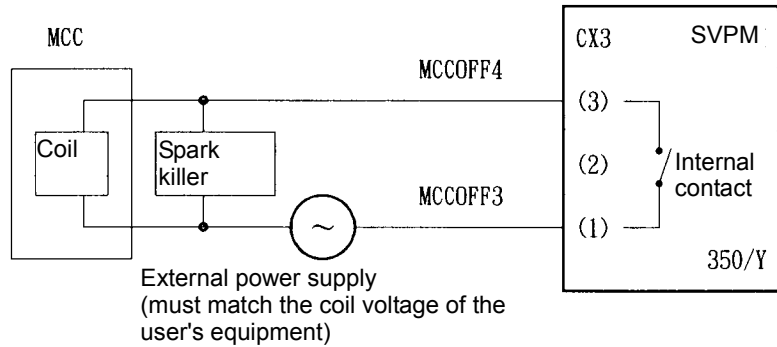 MCC
CX3
SVPM
MCCOFF4
(3)
Coil
Spark
killer
(2)
Internal
contact
MCCOFF3
(1)
350/Y
External power supply
(must match the coil voltage of the
user's equipment)